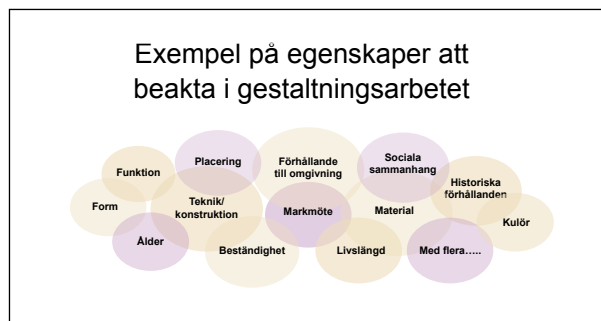 Exempel på egenskaper att
beakta i gestaltningsarbetet
Funktion
Placering
Förhållande
till omgivning
Sociala
sammanhang
Historiska
förhållanden
Form
Teknik/
konstruktion
Markmöte
Material
Kulör
Ålder
Beständighet
Livslängd
Med flera…..